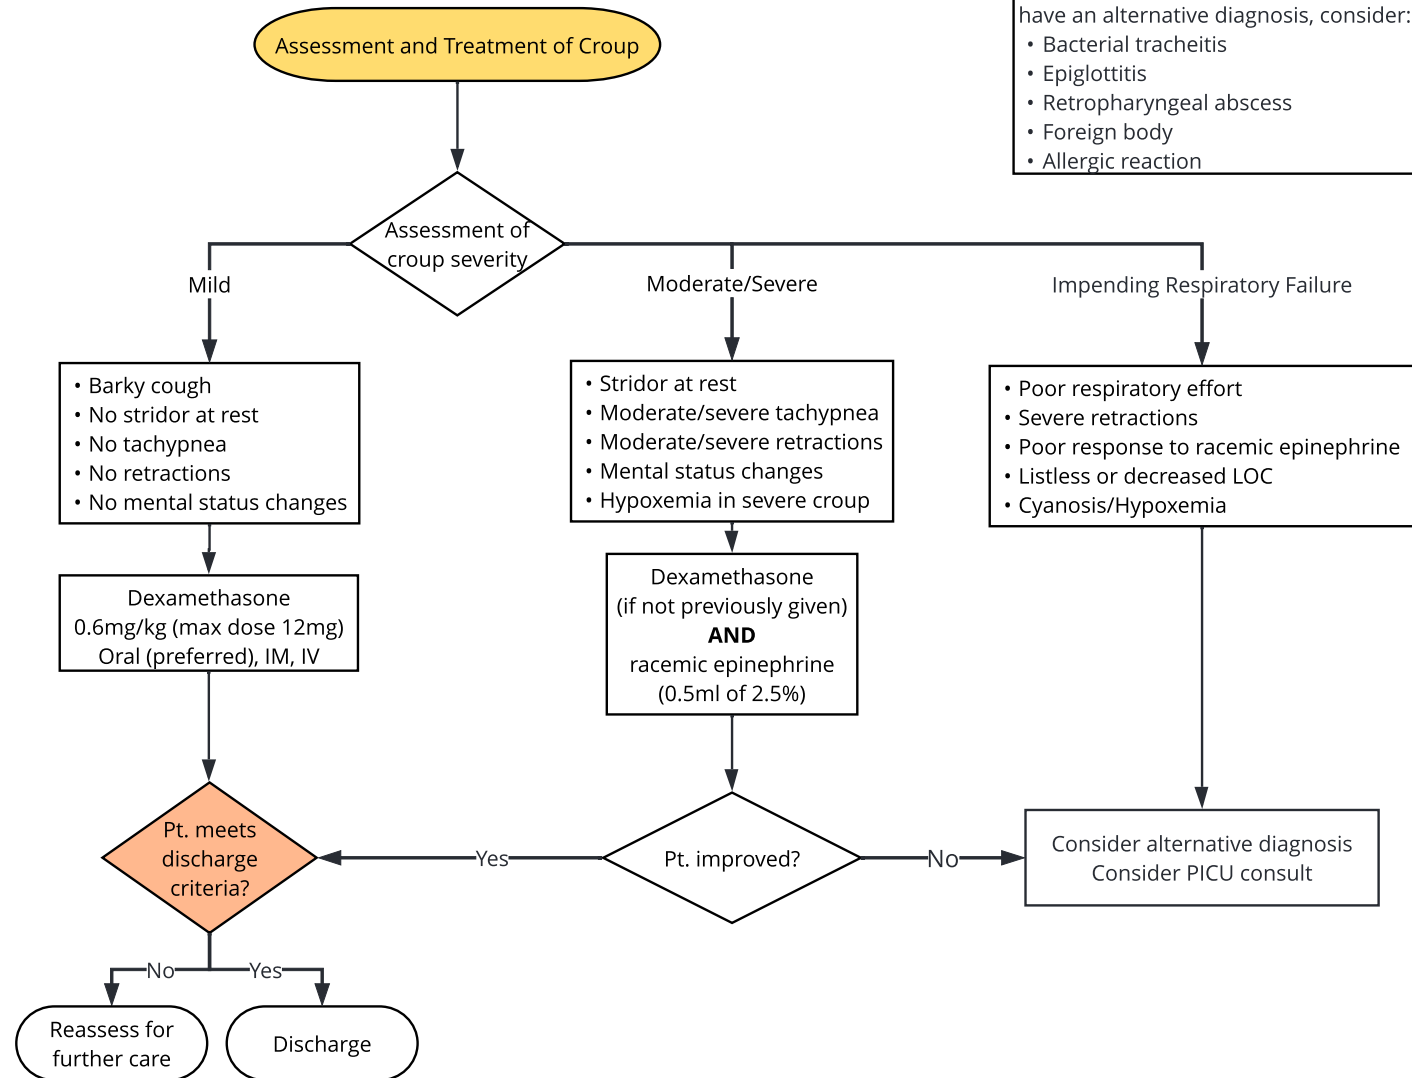 Assessment and Treatment of Croup
have an alternative diagnosis, consider:
• Bacterial tracheitis
• Epiglottitis
• Retropharyngeal abscess
• Foreign body
• Allergic reaction
Assessment of
croup severity
Mild
Moderate/Severe
Impending Respiratory Failure
• Barky cough
• No stridor at rest
• No tachypnea
• No retractions
• No mental status changes
• Stridor at rest
• Moderate/severe tachypnea
• Moderate/severe retractions
• Mental status changes
• Hypoxemia in severe croup
• Poor respiratory effort
• Severe retractions
• Poor response to racemic epinephrine
• Listless or decreased LOC
• Cyanosis/Hypoxemia
Dexamethasone
0.6mg/kg (max dose 12mg)
Oral (preferred), IM, IV
Dexamethasone
(if not previously given)
AND
racemic epinephrine
(0.5ml of 2.5%)
Pt. meets
discharge
criteria?
Yes
Pt. improved?
No
Consider alternative diagnosis
Consider PICU consult
No
Yes
Reassess for
further care
Discharge